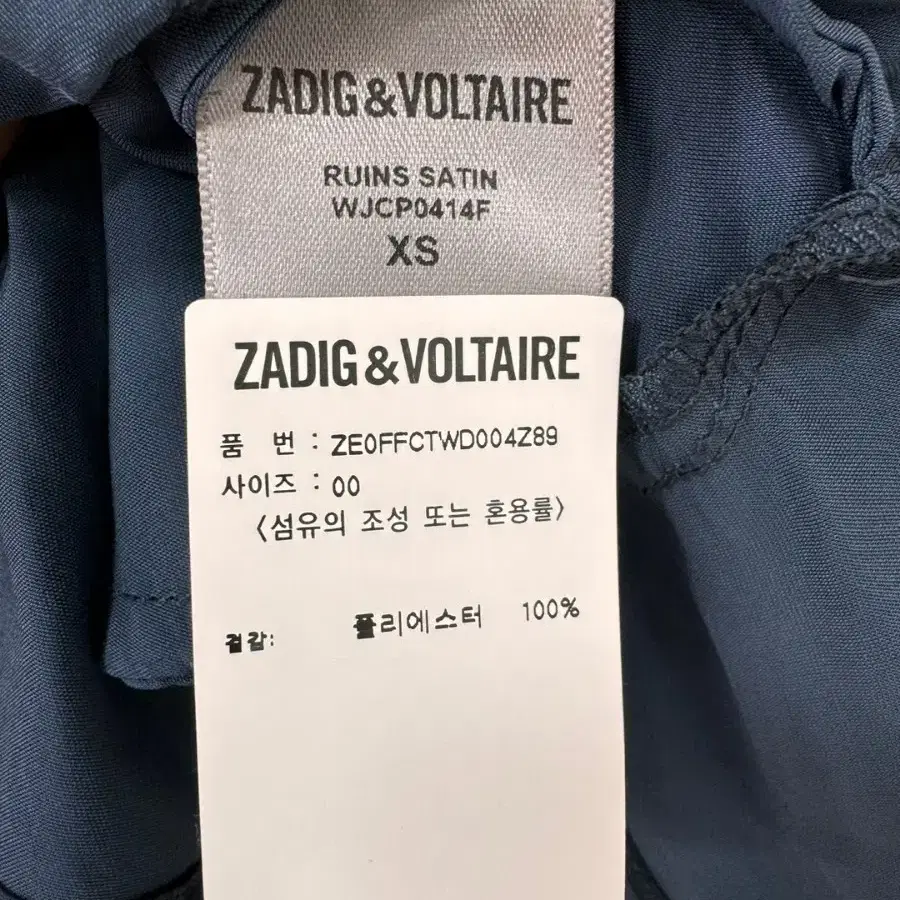 ZADIG&VOLTAIRE
RUINS SATIN
WJCP0414F
XS
ZADIG&VOLTAIRE
품 번 : ZE0FFCTWD004Z89
사이즈 : 00
<섬유의 조성 또는 혼용률>
겉감: 폴리에스터 100%